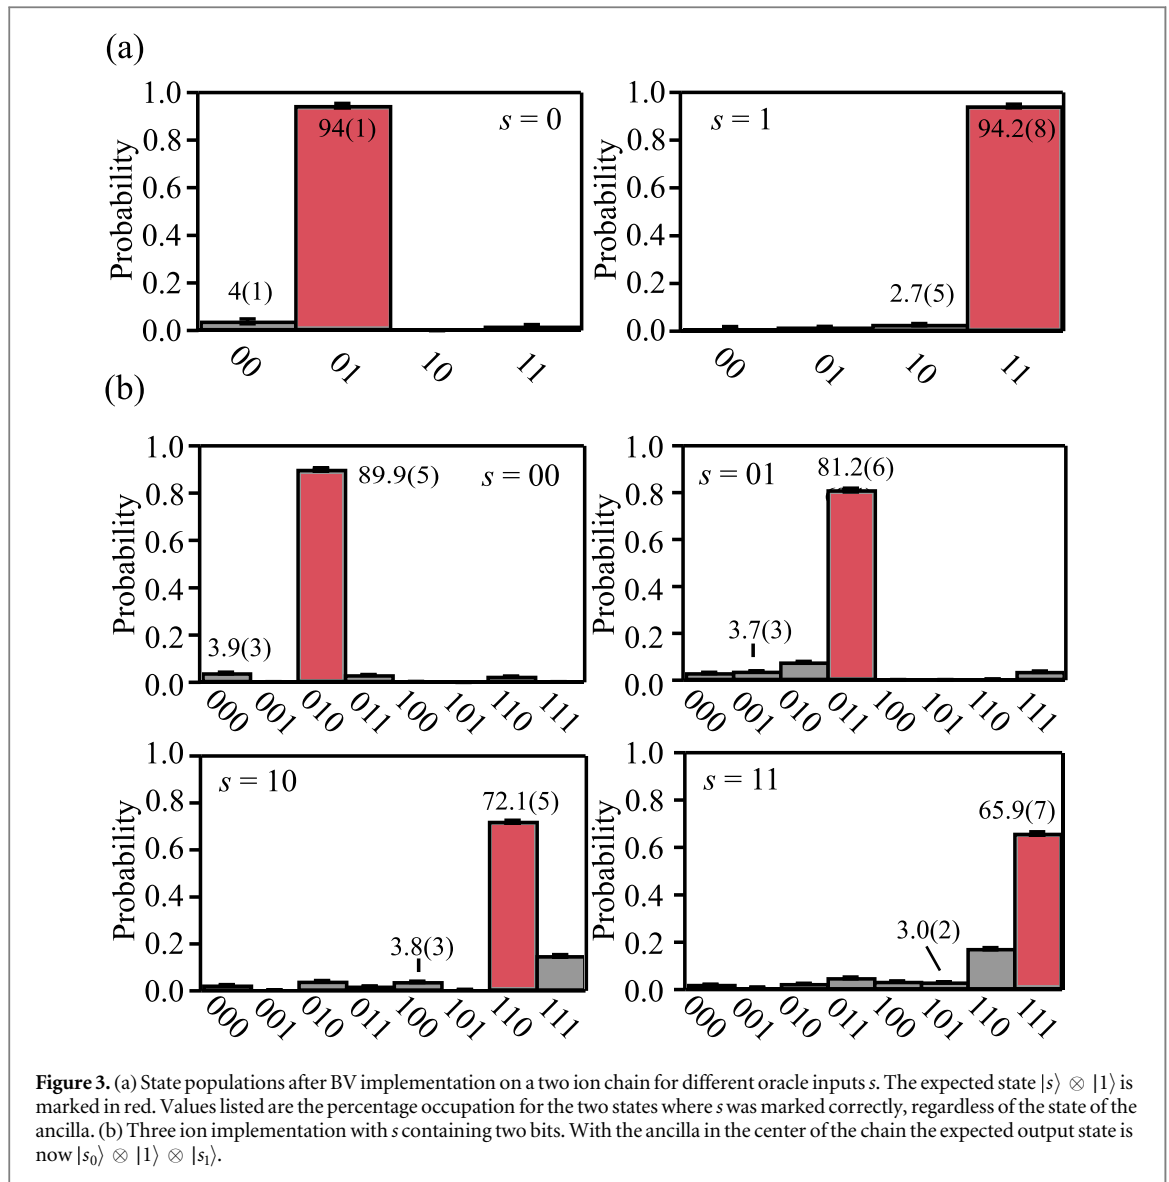 (a)
1.0
0.8
0.6
0.4
0.2
0.0
Probability
94(1)
s = 0
4(1)
00 01 10 11
1.0
0.8
0.6
0.4
0.2
0.0
Probability
s = 1
94.2(8)
2.7(5)
00 01 10 11
(b)
1.0
0.8
0.6
0.4
0.2
0.0
Probability
89.9(5)
s = 00
3.9(3)
000 001 010 011 100 101 110 111
1.0
0.8
0.6
0.4
0.2
0.0
Probability
81.2(6)
s = 01
3.7(3)
000 001 010 011 100 101 110 111
1.0
0.8
0.6
0.4
0.2
0.0
Probability
s = 10
72.1(5)
3.8(3)
000 001 010 011 100 101 110 111
1.0
0.8
0.6
0.4
0.2
0.0
Probability
s = 11
65.9(7)
3.0(2)
000 001 010 011 100 101 110 111
Figure 3. (a) State populations after BV implementation on a two ion chain for different oracle inputs s. The expected state |s⟩ ⊗ |1⟩ is
marked in red. Values listed are the percentage occupation for the two states where s was marked correctly, regardless of the state of the
ancilla. (b) Three ion implementation with s containing two bits. With the ancilla in the center of the chain the expected output state is
now |s₀⟩ ⊗ |1⟩ ⊗ |s₁⟩.